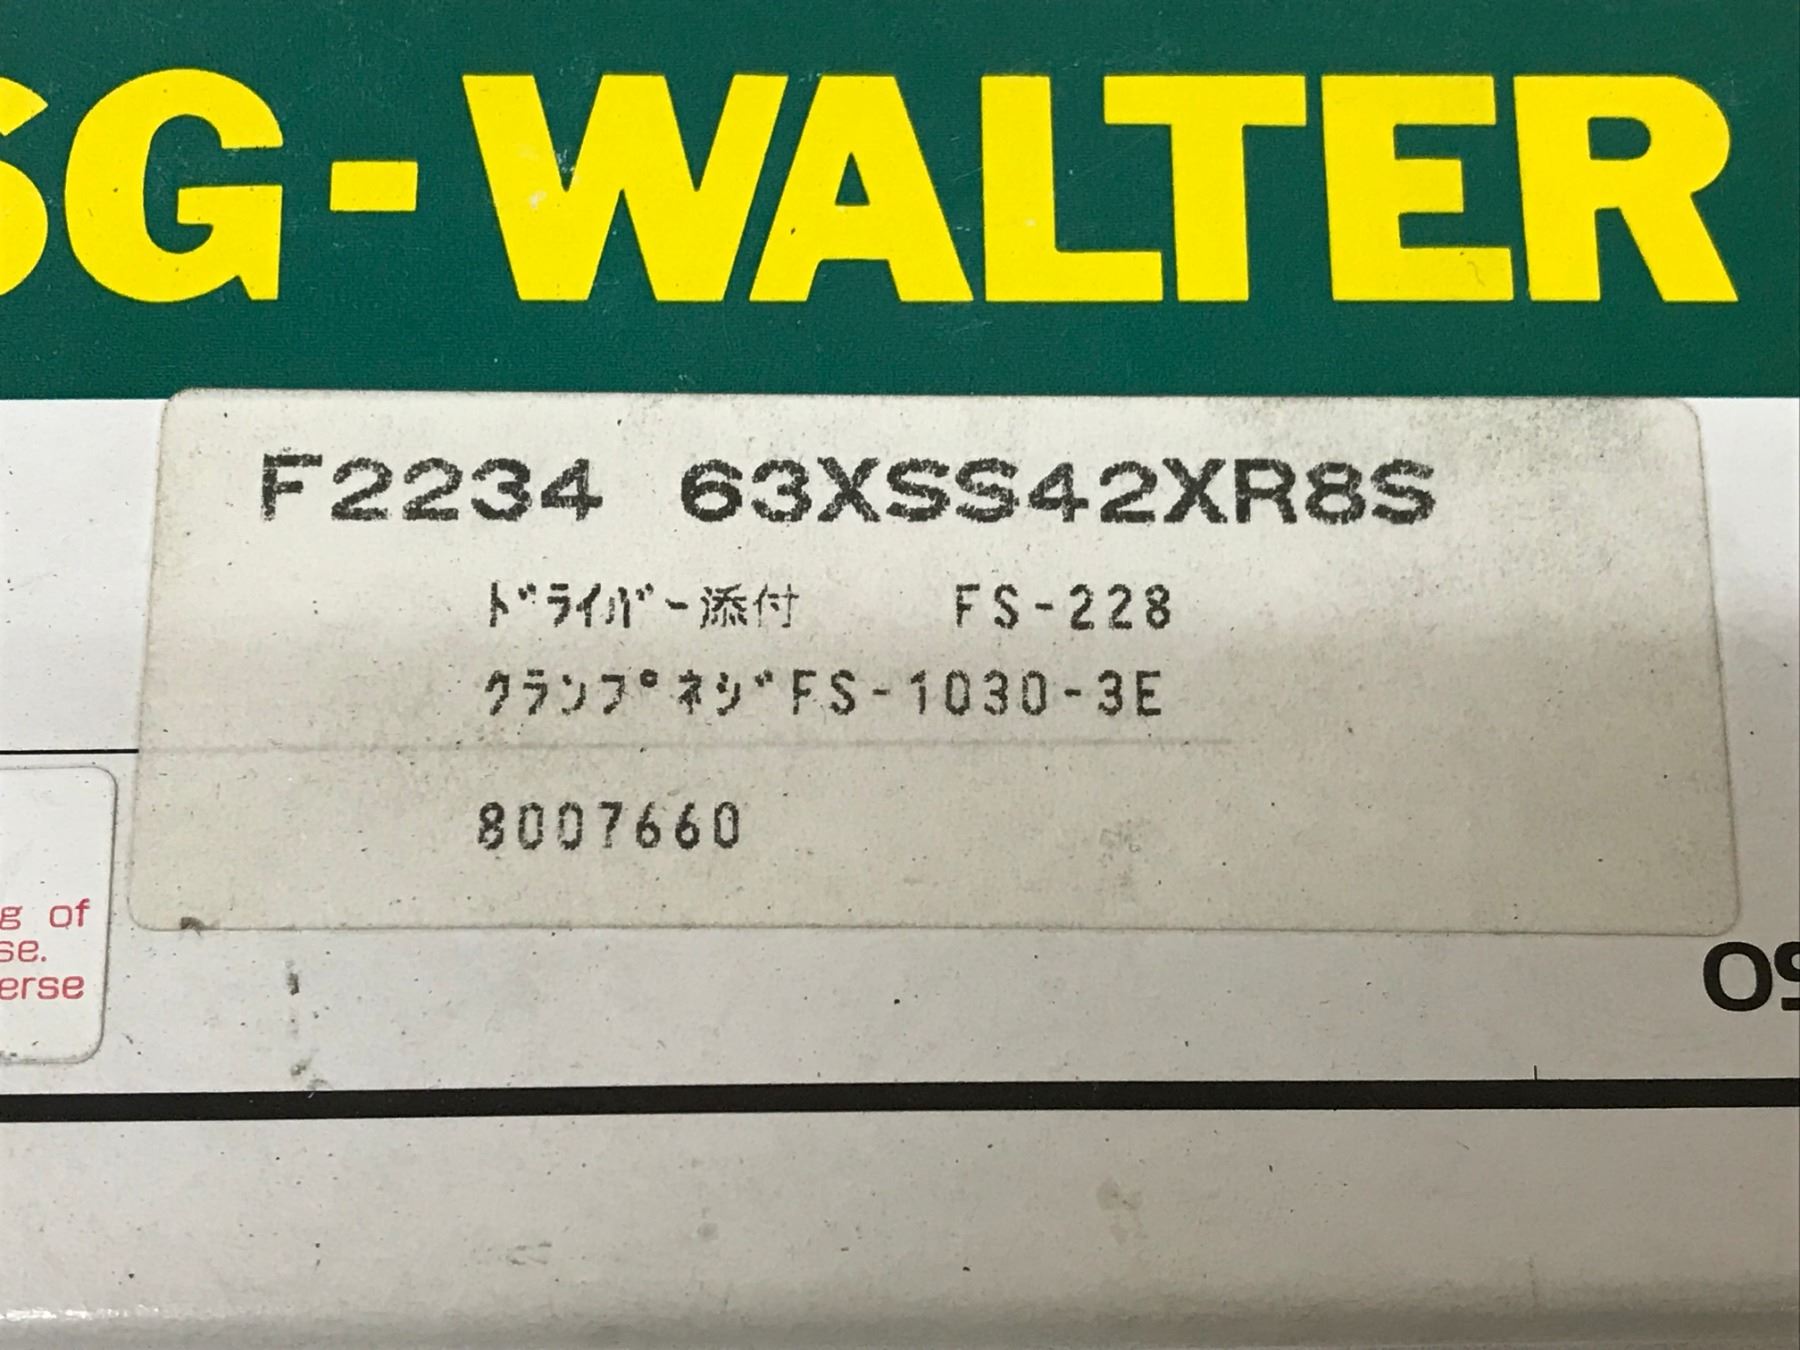 SG-WALTER
F2234 63XSS42XR8S
ﾄﾞﾗｲﾊﾞｰ添付 FS-228
ｸﾗﾝﾌﾟﾈｼﾞFS-1030-3E
8007660
g of
se.
erse
OS